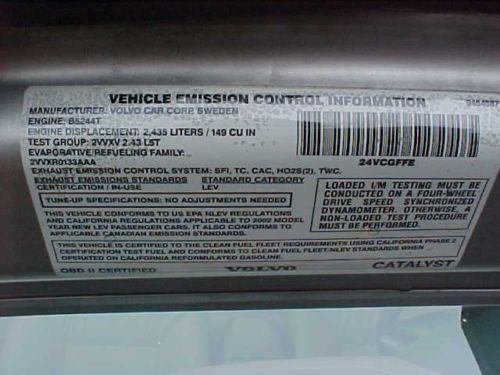 VEHICLE EMISSION CONTROL INFORMATION
MANUFACTURER: VOLVO CAR CORP. SWEDEN
ENGINE: B5244T
ENGINE DISPLACEMENT: 2,435 LITERS / 149 CU IN
TEST GROUP: 2VVXV 2.43 LST
EVAPORATIVE/REFUELING FAMILY:
2VVXR0133AAA
24VCGFFE
EXHAUST EMISSION CONTROL SYSTEM: SFI, TC, CAC, HO2S(2). TWC.
EXHAUST EMISSIONS STANDARDS STANDARD CATEGORY
CERTIFICATION / IN-USE LEV
TUNE-UP SPECIFICATIONS: NO ADJUSTMENTS NEEDED
THIS VEHICLE CONFORMS TO US EPA NLEV REGULATIONS
AND CALIFORNIA REGULATIONS APPLICABLE TO 2002 MODEL
YEAR NEW LEV PASSENGER CARS. IT ALSO CONFORMS TO
APPLICABLE CANADIAN EMISSION STANDARDS.
LOADED I/M TESTING MUST BE
CONDUCTED ON A FOUR-WHEEL
DRIVE SPEED SYNCHRONIZED
DYNAMOMETER. OTHERWISE, A
NON-LOADED TEST PROCEDURE
MUST BE PERFORMED.
THIS VEHICLE CONFORMS TO THE CLEAN FUEL FLEET REQUIREMENTS USING CALIFORNIA PHASE 2
CERTIFICATION TEST FUEL AND CONFORMS TO CLEAN FUEL FLEET/NLEV STANDARDS WHEN
OPERATED ON CALIFORNIA REFORMULATED GASOLINE.
OBD II CERTIFIED VOLVO CATALYST